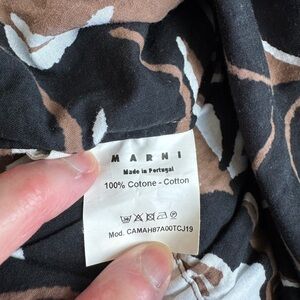 MARNI
Made in Portugal
100% Cotone - Cotton
Mod. CAMAH87A00TCJ19